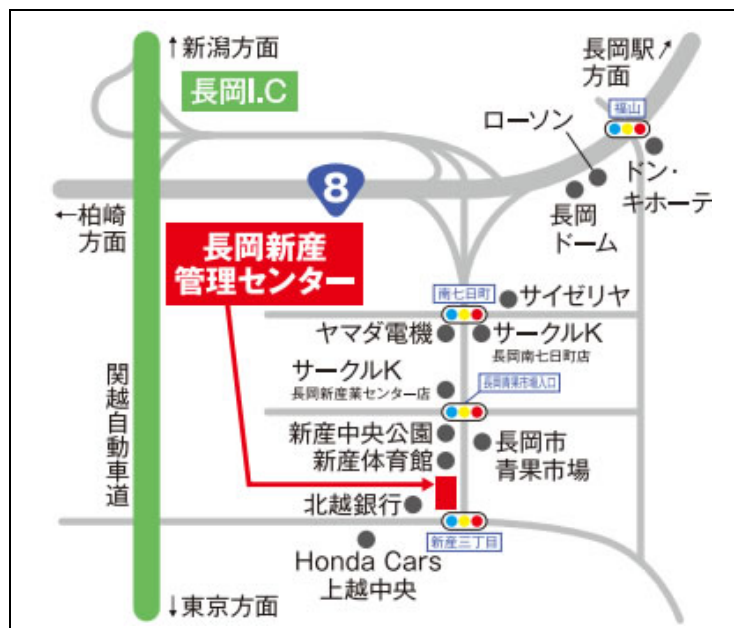 ↑新潟方面
長岡I.C
長岡駅↗
方面
福山
ローソン
ドン・
キホーテ
長岡
ドーム
8
←柏崎
方面
長岡新産
管理センター
南七日町
サイゼリヤ
ヤマダ電機
サークルK
長岡南七日町店
サークルK
長岡新産業センター店
長岡青果市場入口
関越自動車道
新産中央公園
新産体育館
長岡市
青果市場
北越銀行
新産三丁目
Honda Cars
上越中央
↓東京方面